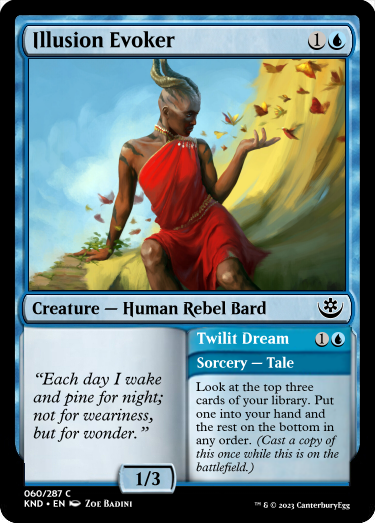 Illusion Evoker 1
Creature — Human Rebel Bard
“Each day I wake
and pine for night;
not for weariness,
but for wonder.”
Twilit Dream 1
Sorcery — Tale
Look at the top three
cards of your library. Put
one into your hand and
the rest on the bottom in
any order. (Cast a copy of
this once while this is on the
battlefield.)
1/3
060/287 C
KND • EN Zoe Badini
™ & © 2023 CanterburyEgg